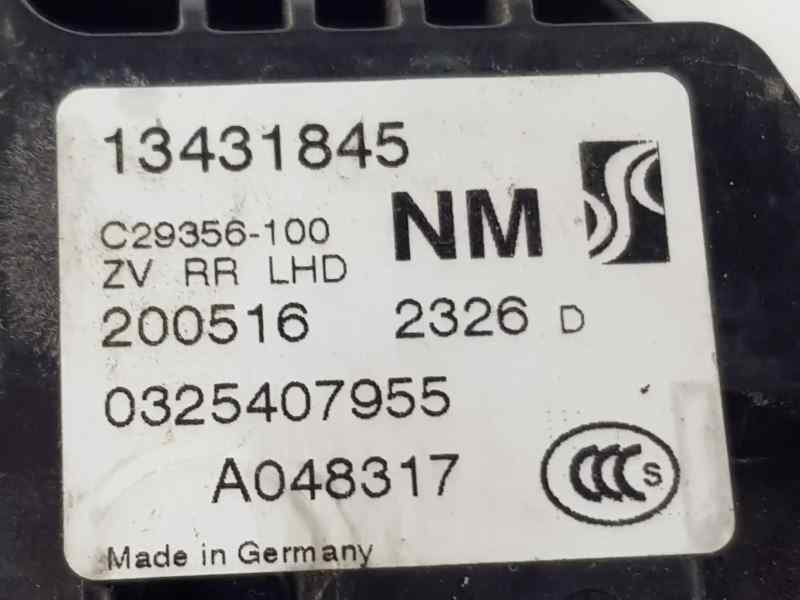 13431845
C29356-100 NM
ZV RR LHD
200516 2326 D
0325407955
A048317
CCC S
Made in Germany